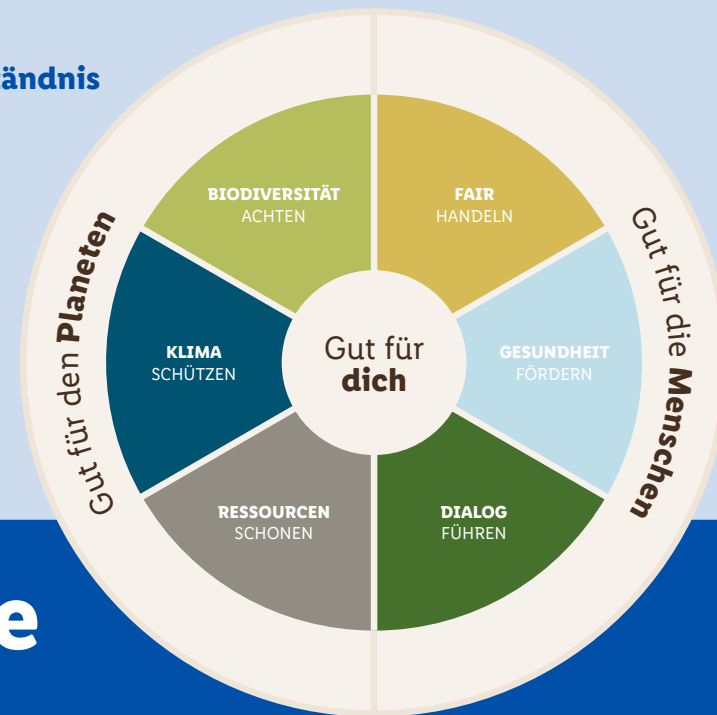 ändnis
BIODIVERSITÄT
ACHTEN
FAIR
HANDELN
Gut für den Planeten
KLIMA
SCHÜTZEN
Gut für
dich
GESUNDHEIT
FÖRDERN
Gut für die Menschen
RESSOURCEN
SCHONEN
DIALOG
FÜHREN
e